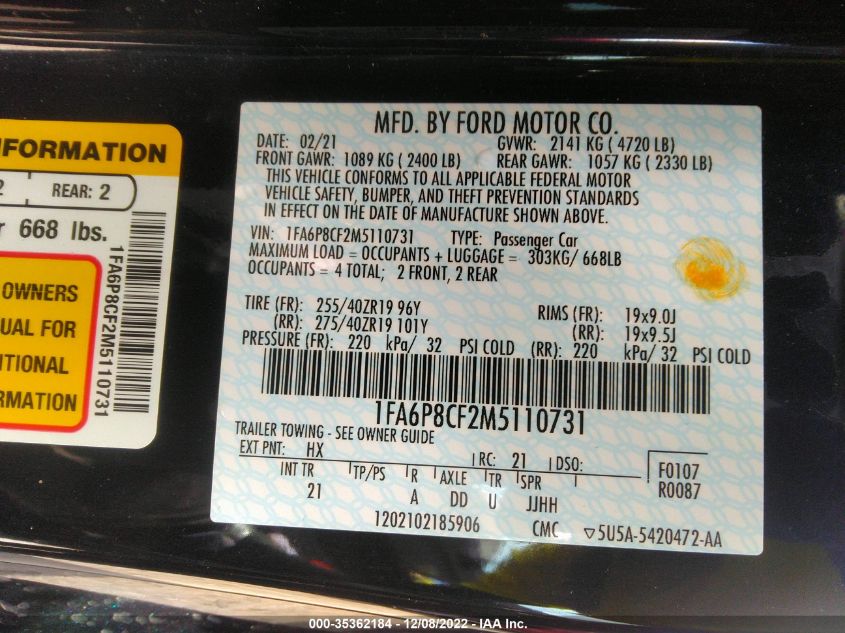 FORMATION
2 REAR: 2
r 668 lbs.
OWNERS
UAL FOR
ITIONAL
RMATION
1FA6P8CF2M5110731
MFD. BY FORD MOTOR CO.
DATE: 02/21 GVWR: 2141 KG ( 4720 LB)
FRONT GAWR: 1089 KG ( 2400 LB) REAR GAWR: 1057 KG ( 2330 LB)
THIS VEHICLE CONFORMS TO ALL APPLICABLE FEDERAL MOTOR
VEHICLE SAFETY, BUMPER, AND THEFT PREVENTION STANDARDS
IN EFFECT ON THE DATE OF MANUFACTURE SHOWN ABOVE.
VIN: 1FA6P8CF2M5110731 TYPE: Passenger Car
MAXIMUM LOAD = OCCUPANTS + LUGGAGE = 303KG/ 668LB
OCCUPANTS = 4 TOTAL; 2 FRONT, 2 REAR
TIRE (FR): 255/40ZR19 96Y RIMS (FR): 19x9.0J
(RR): 275/40ZR19 101Y (RR): 19x9.5J
PRESSURE (FR): 220 kPa/ 32 PSI COLD (RR): 220 kPa/ 32 PSI COLD
1FA6P8CF2M5110731
TRAILER TOWING - SEE OWNER GUIDE
EXT PNT: HX RC: 21 DSO: F0107
INT TR TP/PS R AXLE TR SPR R0087
21 A DD U JJHH
1202102185906 CMC ▽5U5A-5420472-AA
000-35362184 - 12/08/2022 - IAA Inc.